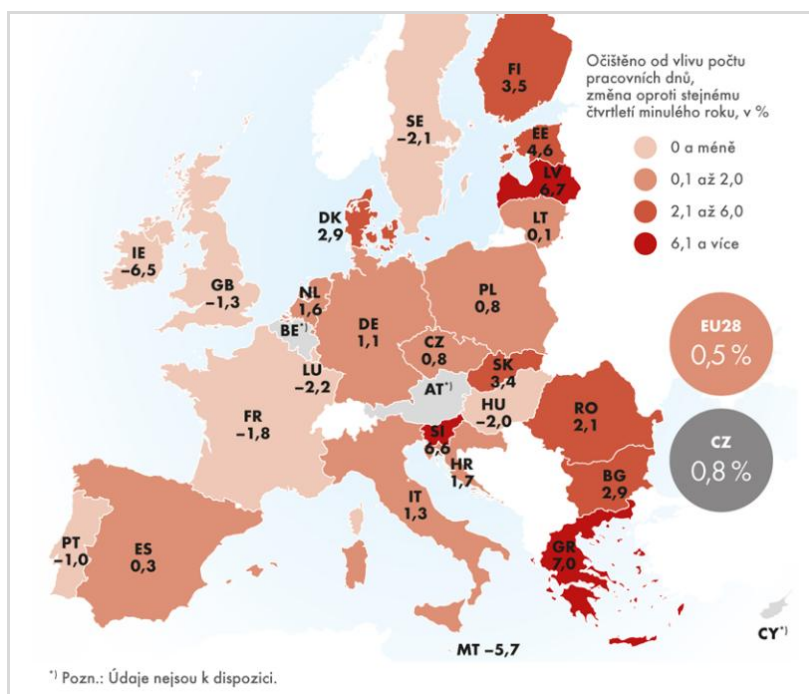 Očištěno od vlivu počtu
pracovních dnů,
změna oproti stejnému
čtvrtletí minulého roku, v %
0 a méně
0,1 až 2,0
2,1 až 6,0
6,1 a více
FI
3,5
SE
−2,1
EE
4,6
LV
6,7
LT
0,1
DK
2,9
IE
−6,5
GB
−1,3
NL
1,6
BE*)
DE
1,1
PL
0,8
CZ
0,8
LU
−2,2
SK
3,4
AT*)
HU
−2,0
FR
−1,8
SI
6,6
HR
1,7
RO
2,1
BG
2,9
IT
1,3
PT
−1,0
ES
0,3
GR
7,0
EU28
0,5 %
CZ
0,8 %
CY*)
MT −5,7
*) Pozn.: Údaje nejsou k dispozici.